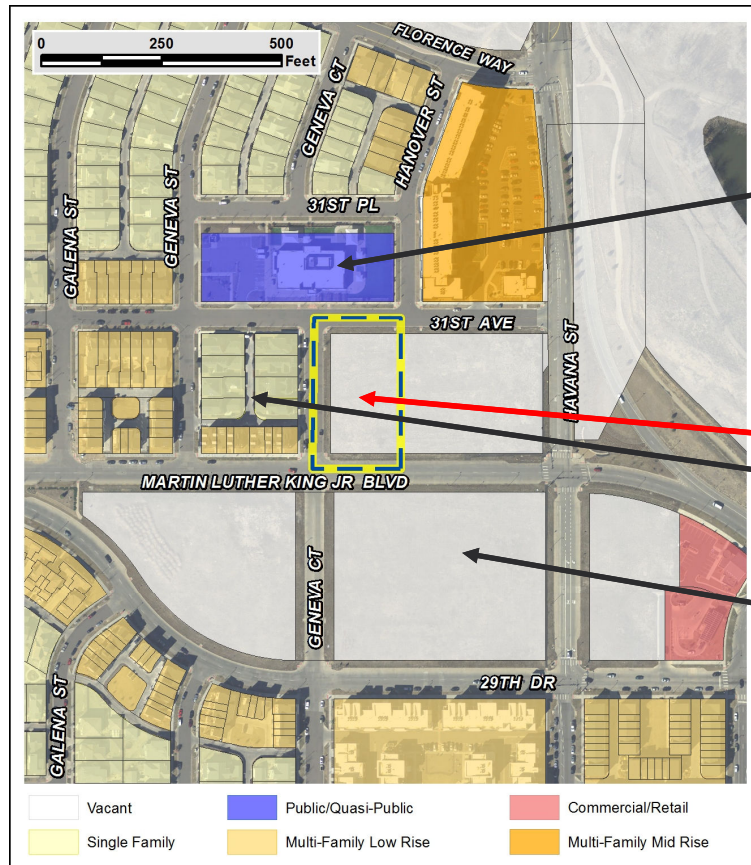 0 250 500
Feet
FLORENCE WAY
GENEVA CT
HANOVER ST
31ST PL
GENEVA ST
GALENA ST
31ST AVE
HAVANA ST
MARTIN LUTHER KING JR BLVD
GENEVA CT
29TH DR
GALENA ST
Vacant Public/Quasi-Public Commercial/Retail
Single Family Multi-Family Low Rise Multi-Family Mid Rise